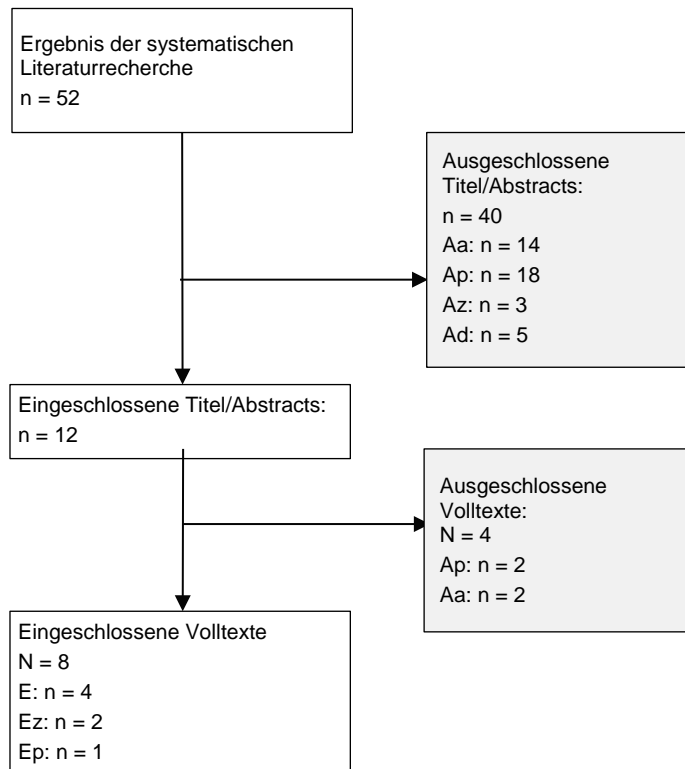 Ergebnis der systematischen
Literaturrecherche
n = 52
Ausgeschlossene
Titel/Abstracts:
n = 40
Aa: n = 14
Ap: n = 18
Az: n = 3
Ad: n = 5
Eingeschlossene Titel/Abstracts:
n = 12
Ausgeschlossene
Volltexte:
N = 4
Ap: n = 2
Aa: n = 2
Eingeschlossene Volltexte
N = 8
E: n = 4
Ez: n = 2
Ep: n = 1